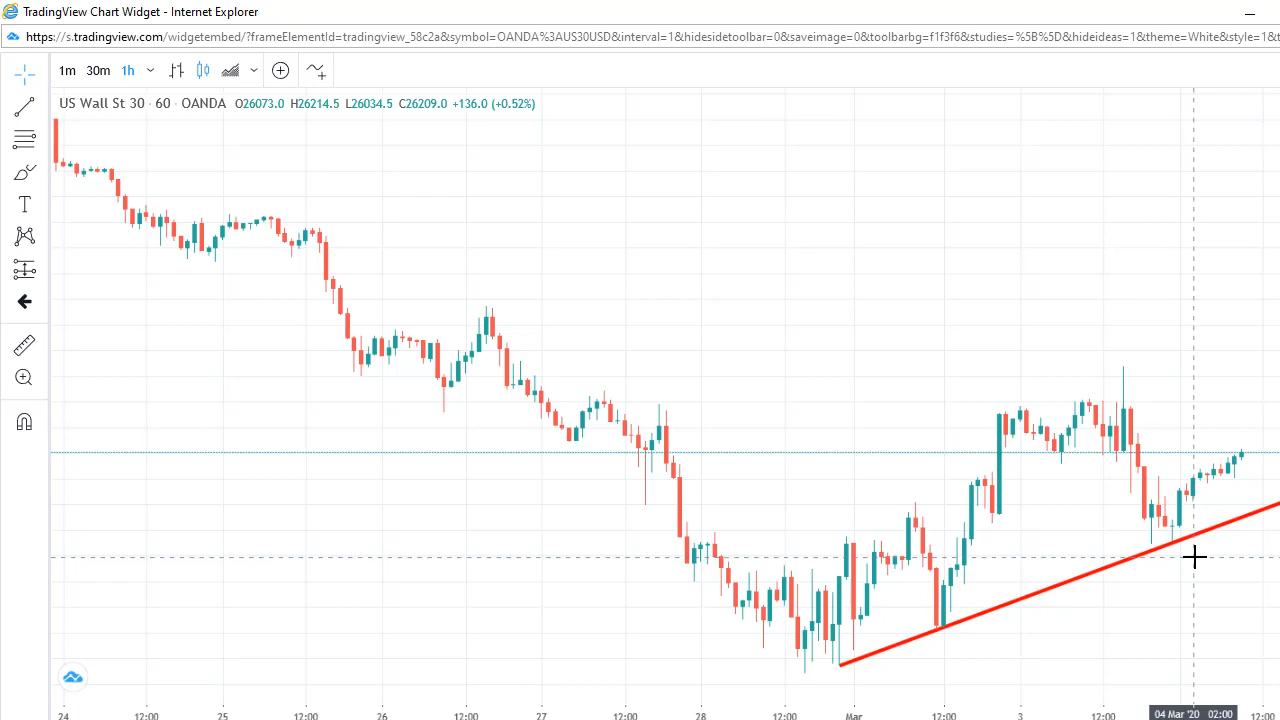 TradingView Chart Widget - Internet Explorer
https://s.tradingview.com/widgetembed/?frameElementId=tradingview_58c2a&symbol=OANDA%3AUS30USD&interval=1&hidesidetoolbar=0&saveimage=0&toolbarbg=f1f3f6&studies=%5B%5D&hideideas=1&theme=White&style=1&t
1m 30m 1h
US Wall St 30 · 60 · OANDA O26073.0 H26214.5 L26034.5 C26209.0 +136.0 (+0.52%)
T
24 12:00 25 12:00 26 12:00 27 12:00 28 12:00 Mar 12:00 3 12:00 04 Mar '20 02:00 12:00